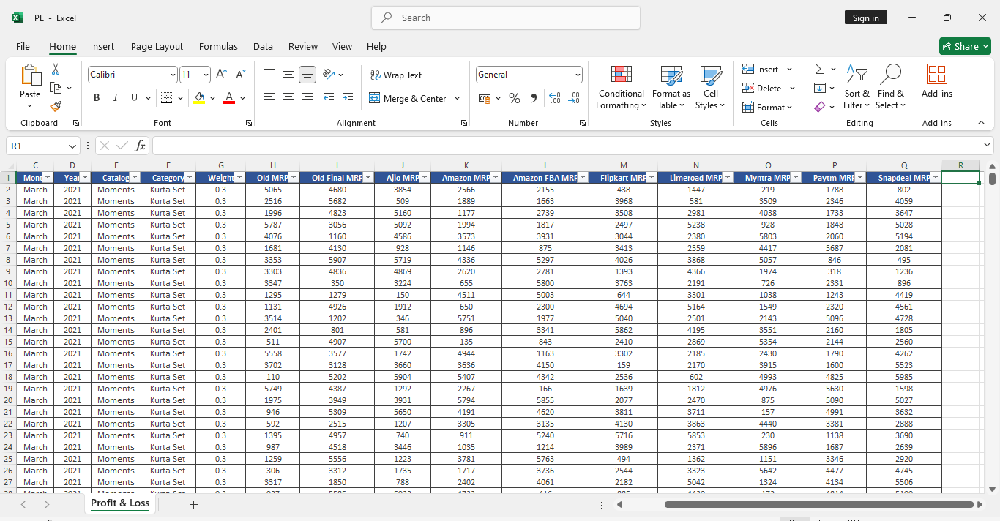 PL - Excel
Search
Sign in
File Home Insert Page Layout Formulas Data Review View Help
Share
Calibri 11
ab Wrap Text
General
Insert
Paste
B I U
A
Merge & Center
%
Conditional Formatting
Format as Table
Cell Styles
Delete
Format
Sort & Filter
Find & Select
Add-ins
Clipboard Font Alignment Number Styles Cells Editing Add-ins
R1
fx
C D E F G H I J K L M N O P Q R
1 Mont Year Catalog Category Weight Old MRP Old Final MRP Ajio MRP Amazon MRP Amazon FBA MRP Flipkart MRP Limeroad MRP Myntra MRP Paytm MRP Snapdeal MRP
2 March 2021 Moments Kurta Set 0.3 5065 4680 3854 2566 2155 438 1447 219 1788 802
3 March 2021 Moments Kurta Set 0.3 2516 5682 509 1889 1663 3968 581 3509 2346 4059
4 March 2021 Moments Kurta Set 0.3 1996 4823 5160 1177 2739 3508 2981 4038 1733 3647
5 March 2021 Moments Kurta Set 0.3 5787 3056 5092 1994 1817 2497 5238 928 1848 5028
6 March 2021 Moments Kurta Set 0.3 4076 1160 4586 3573 3931 3044 2380 5803 2060 5194
7 March 2021 Moments Kurta Set 0.3 1681 4130 928 1146 875 3413 2559 4417 5687 2081
8 March 2021 Moments Kurta Set 0.3 3353 5907 5719 4336 5297 4026 3868 5057 846 495
9 March 2021 Moments Kurta Set 0.3 3303 4836 4869 2620 2781 1393 4366 1974 318 1236
10 March 2021 Moments Kurta Set 0.3 3347 350 3224 655 5800 3763 2191 726 2331 896
11 March 2021 Moments Kurta Set 0.3 1295 1279 150 4511 5003 644 3301 1038 1243 4419
12 March 2021 Moments Kurta Set 0.3 1131 4926 1912 650 2300 4694 5164 1549 2320 4561
13 March 2021 Moments Kurta Set 0.3 3514 1202 346 5751 1977 5040 2501 2143 5096 4728
14 March 2021 Moments Kurta Set 0.3 2401 801 581 896 3341 5862 4195 3551 2160 1805
15 March 2021 Moments Kurta Set 0.3 511 4907 5700 135 843 2410 2869 5354 2144 2560
16 March 2021 Moments Kurta Set 0.3 5558 3577 1742 4944 1163 3302 2185 2430 1790 4262
17 March 2021 Moments Kurta Set 0.3 3702 3128 3660 3636 4150 159 2170 3915 1600 5523
18 March 2021 Moments Kurta Set 0.3 110 5202 5904 5407 4342 2536 602 4993 4825 5985
19 March 2021 Moments Kurta Set 0.3 5749 4387 1292 2267 166 1639 1812 4976 5630 1598
20 March 2021 Moments Kurta Set 0.3 1975 3949 3931 5794 5855 2077 2470 875 5090 5027
21 March 2021 Moments Kurta Set 0.3 946 5309 5650 4191 4620 3811 3711 157 4991 3632
22 March 2021 Moments Kurta Set 0.3 592 2515 1207 3305 3135 4130 3863 4440 3381 2888
23 March 2021 Moments Kurta Set 0.3 1395 4957 740 911 5240 5716 5853 230 1138 3690
24 March 2021 Moments Kurta Set 0.3 987 4518 3446 1035 1214 3989 2371 5896 1687 2639
25 March 2021 Moments Kurta Set 0.3 1259 5556 1223 3781 5763 494 1362 1151 3346 2920
26 March 2021 Moments Kurta Set 0.3 306 3312 1735 1717 3736 2544 3323 5642 4477 4745
27 March 2021 Moments Kurta Set 0.3 3317 1850 788 2402 4061 2182 5042 1324 4134 5506
Profit & Loss